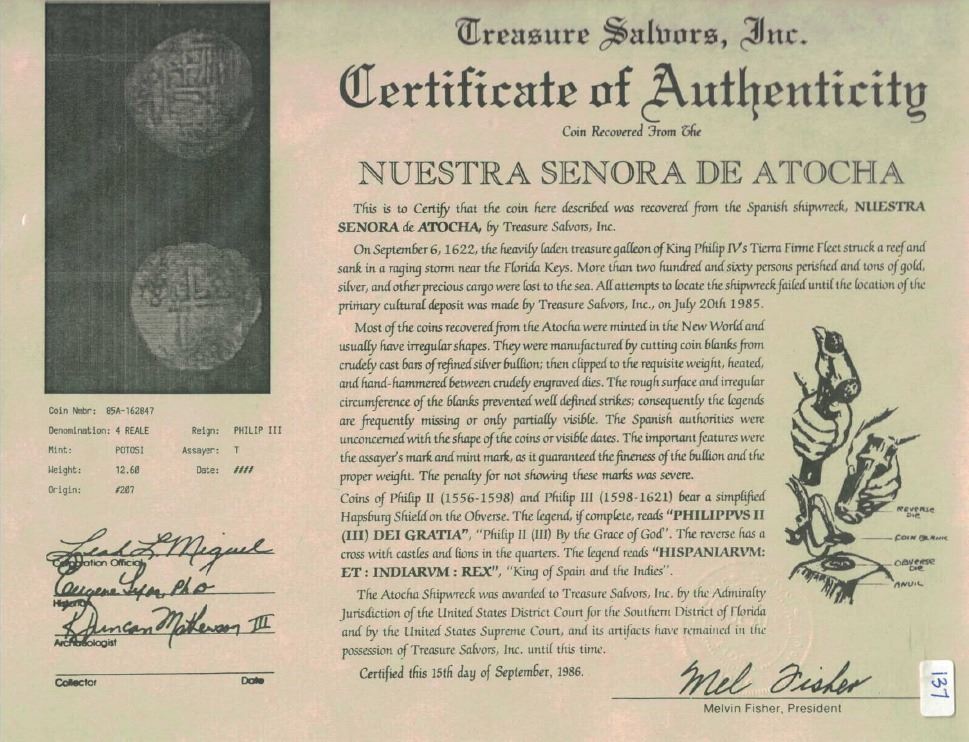 Treasure Salvors, Inc.
Certificate of Authenticity
Coin Recovered From The
NUESTRA SENORA DE ATOCHA
This is to Certify that the coin here described was recovered from the Spanish shipwreck, NUESTRA
SENORA de ATOCHA, by Treasure Salvors, Inc.
On September 6, 1622, the heavily laden treasure galleon of King Philip IV's Tierra Firme Fleet struck a reef and
sank in a raging storm near the Florida Keys. More than two hundred and sixty persons perished and tons of gold,
silver, and other precious cargo were lost to the sea. All attempts to locate the shipwreck failed until the location of the
primary cultural deposit was made by Treasure Salvors, Inc., on July 20th 1985.
Most of the coins recovered from the Atocha were minted in the New World and
usually have irregular shapes. They were manufactured by cutting coin blanks from
crudely cast bars of refined silver bullion; then clipped to the requisite weight, heated,
and hand-hammered between crudely engraved dies. The rough surface and irregular
circumference of the blanks prevented well defined strikes; consequently the legends
are frequently missing or only partially visible. The Spanish authorities were
unconcerned with the shape of the coins or visible dates. The important features were
the assayer's mark and mint mark, as it guaranteed the fineness of the bullion and the
proper weight. The penalty for not showing these marks was severe.
Coins of Philip II (1556-1598) and Philip III (1598-1621) bear a simplified
Hapsburg Shield on the Obverse. The legend, if complete, reads "PHILIPPVS II
(III) DEI GRATIA", "Philip II (III) By the Grace of God". The reverse has a
cross with castles and lions in the quarters. The legend reads "HISPANIARVM:
ET : INDIARVM : REX", "King of Spain and the Indies".
The Atocha Shipwreck was awarded to Treasure Salvors, Inc. by the Admiralty
Jurisdiction of the United States District Court for the Southern District of Florida
and by the United States Supreme Court, and its artifacts have remained in the
possession of Treasure Salvors, Inc. until this time.
Certified this 15th day of September, 1986.
REVERSE
DIE
COIN BLANK
OBVERSE
DIE
ANVIL
Coin Nmbr: 85A-162847
Denomination: 4 REALE Reign: PHILIP III
Mint: POTOSI Assayer: T
Weight: 12.60 Date: ####
Origin: #207
Leah L. Miguel
Corporation Official
Eugene Lyon, PhD
Historian
Duncan Mathewson III
Archaeologist
Collector Date
Mel Fisher
Melvin Fisher, President
137